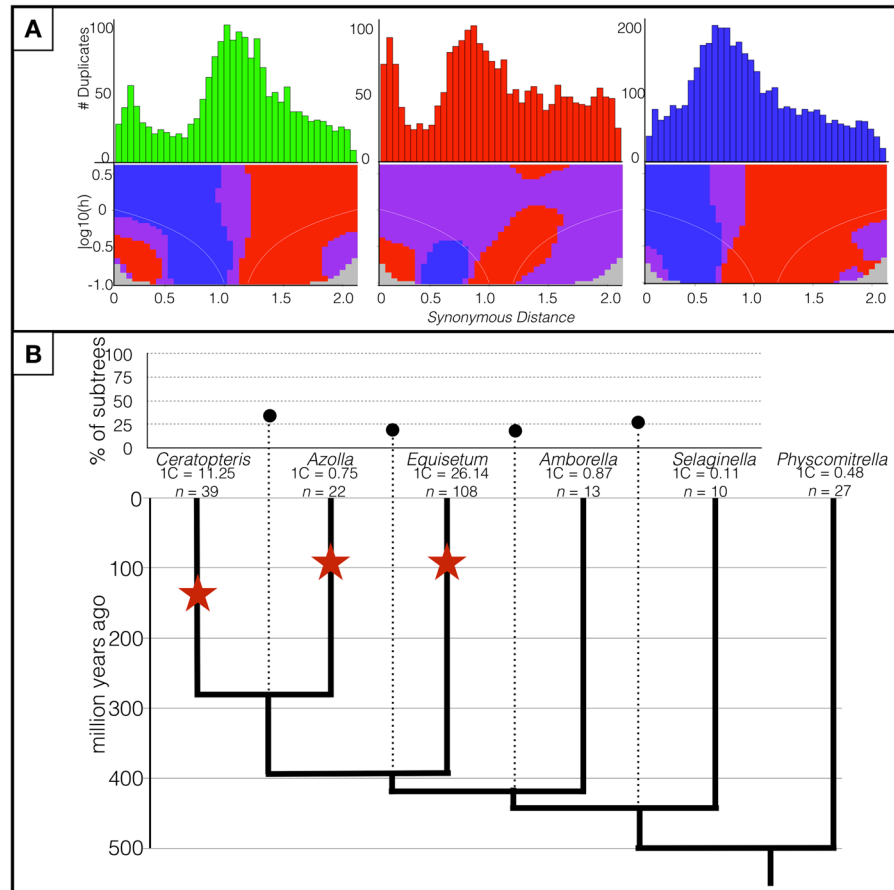 A
# Duplicates
100
50
0
100
50
0
200
100
0
log10(h)
0.5
0
-0.5
-1.0
0 0.5 1.0 1.5 2.0
0 0.5 1.0 1.5 2.0
0 0.5 1.0 1.5 2.0
Synonymous Distance
B
% of subtrees
100
75
50
25
0
Ceratopteris Azolla Equisetum Amborella Selaginella Physcomitrella
1C = 11.25 1C = 0.75 1C = 26.14 1C = 0.87 1C = 0.11 1C = 0.48
n = 39 n = 22 n = 108 n = 13 n = 10 n = 27
million years ago
0
100
200
300
400
500